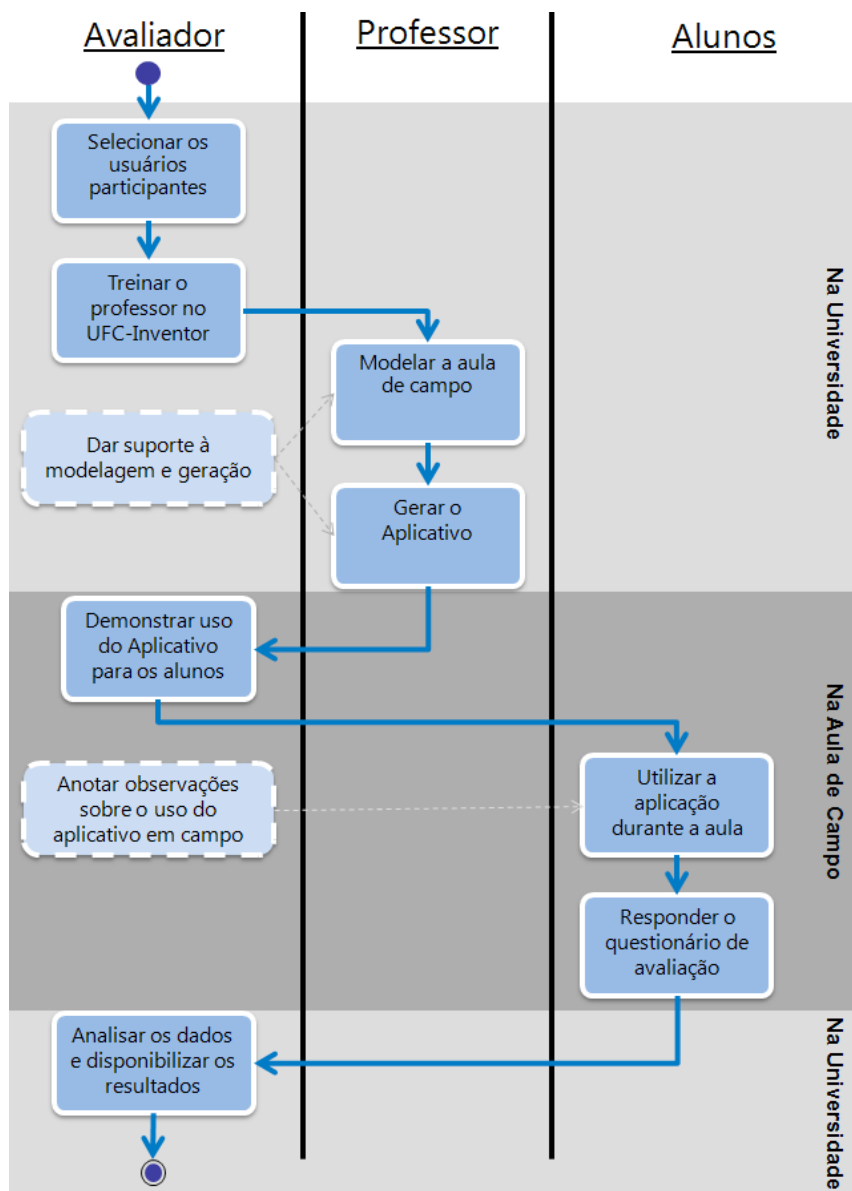 Avaliador
Professor
Alunos
Selecionar os
usuários
participantes
Treinar o
professor no
UFC-Inventor
Modelar a aula
de campo
Dar suporte à
modelagem e geração
Gerar o
Aplicativo
Na Universidade
Demonstrar uso
do Aplicativo
para os alunos
Anotar observações
sobre o uso do
aplicativo em campo
Utilizar a
aplicação
durante a aula
Responder o
questionário de
avaliação
Na Aula de Campo
Analisar os dados
e disponibilizar os
resultados
Na Universidade